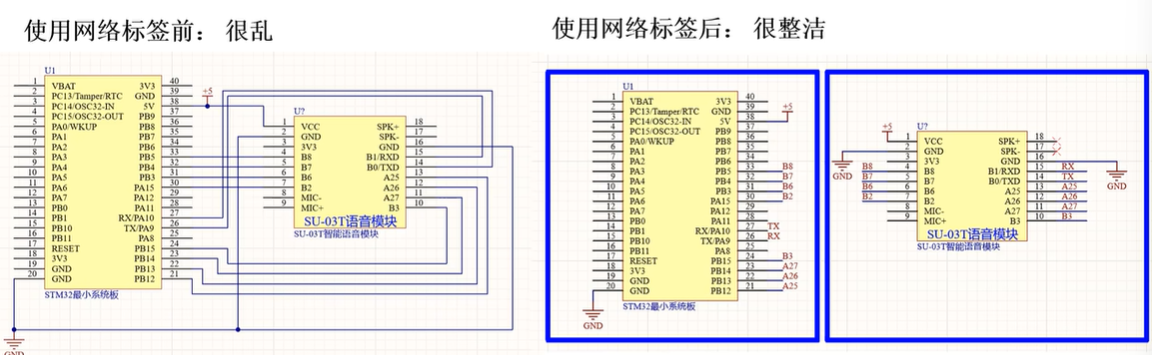 使用网络标签前： 很乱
使用网络标签后： 很整洁
U1
1 VBAT 3V3 40
2 PC13/Tamper/RTC GND 39
3 PC14/OSC32-IN 5V 38
4 PC15/OSC32-OUT PB9 37
5 PA0/WKUP PB8 36
6 PA1 PB7 35
7 PA2 PB6 34
8 PA3 PB5 33
9 PA4 PB4 32
10 PA5 PB3 31
11 PA6 PA15 30
12 PA7 PA12 29
13 PB0 PA11 28
14 PB1 RX/PA10 27
15 PB10 TX/PA9 26
16 PB11 PA8 25
17 RESET PB15 24
18 3V3 PB14 23
19 GND PB13 22
20 GND PB12 21
STM32最小系统板
+5
GND
U?
1 VCC SPK+ 18
2 GND SPK- 17
3 3V3 GND 16
4 B8 B1/RXD 15
5 B7 B0/TXD 14
6 B6 A25 13
7 B2 A26 12
8 MIC- A27 11
9 MIC+ B3 10
SU-03T语音模块
SU-03T智能语音模块
U1
1 VBAT 3V3 40
2 PC13/Tamper/RTC GND 39
3 PC14/OSC32-IN 5V 38
4 PC15/OSC32-OUT PB9 37
5 PA0/WKUP PB8 36
6 PA1 PB7 35
7 PA2 PB6 34
8 PA3 PB5 33 B8
9 PA4 PB4 32 B7
10 PA5 PB3 31 B6
11 PA6 PA15 30 B2
12 PA7 PA12 29
13 PB0 PA11 28
14 PB1 RX/PA10 27 TX
15 PB10 TX/PA9 26 RX
16 PB11 PA8 25
17 RESET PB15 24 B3
18 3V3 PB14 23 A27
19 GND PB13 22 A26
20 GND PB12 21 A25
STM32最小系统板
+5
GND
U?
+5
1 VCC SPK+ 18
2 GND SPK- 17
3 3V3 GND 16
B8 4 B8 B1/RXD 15 RX
B7 5 B7 B0/TXD 14 TX
B6 6 B6 A25 13 A25
B2 7 B2 A26 12 A26
8 MIC- A27 11 A27
9 MIC+ B3 10 B3
GND
GND
SU-03T语音模块
SU-03T智能语音模块